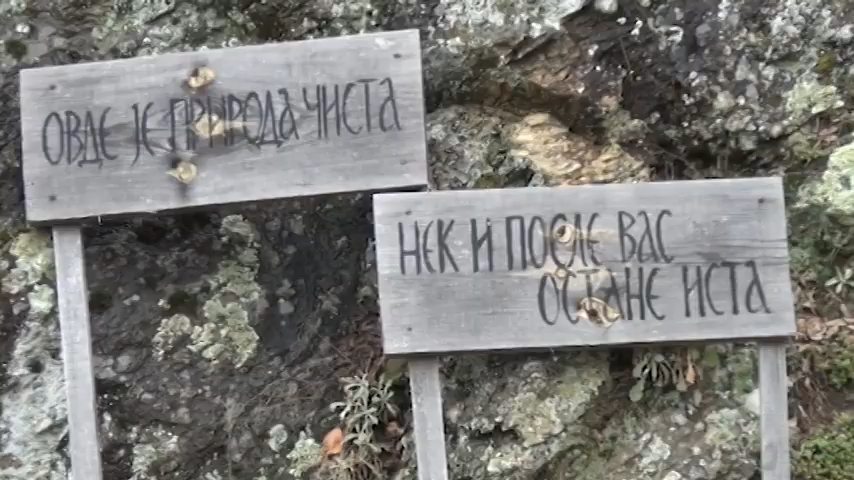 ОВДЕ ЈЕ ПРИРОДА ЧИСТА
НЕК И ПОСЛЕ ВАС
ОСТАНЕ ИСТА